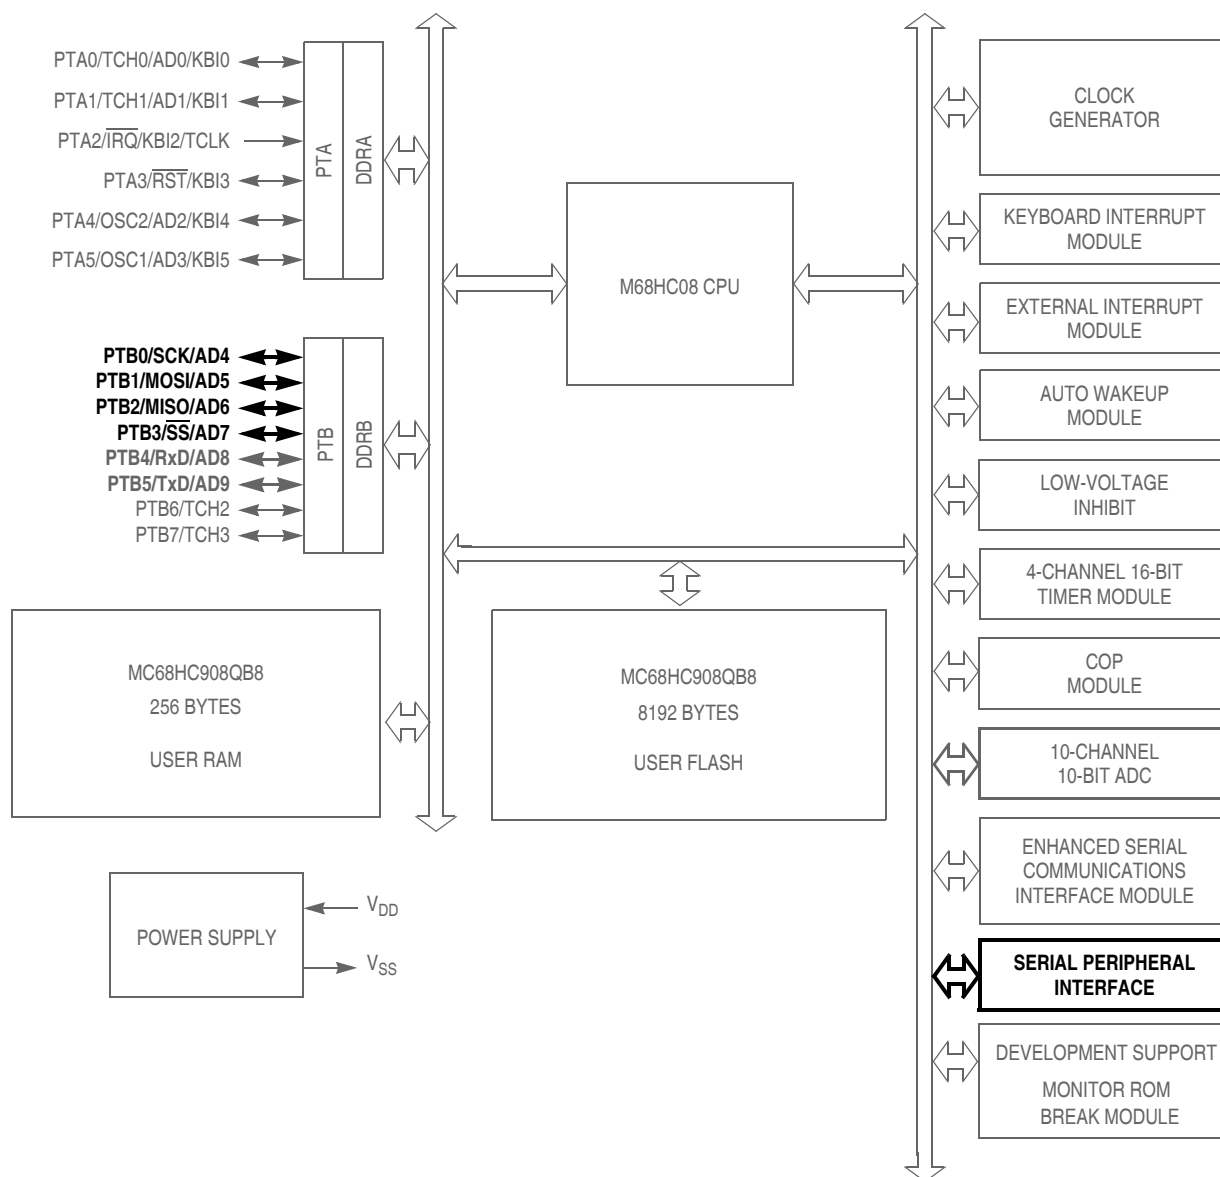 PTA0/TCH0/AD0/KBI0
PTA1/TCH1/AD1/KBI1
PTA2/IRQ/KBI2/TCLK
PTA3/RST/KBI3
PTA4/OSC2/AD2/KBI4
PTA5/OSC1/AD3/KBI5
PTA
DDRA
PTB0/SCK/AD4
PTB1/MOSI/AD5
PTB2/MISO/AD6
PTB3/SS/AD7
PTB4/RxD/AD8
PTB5/TxD/AD9
PTB6/TCH2
PTB7/TCH3
PTB
DDRB
M68HC08 CPU
MC68HC908QB8
256 BYTES
USER RAM
MC68HC908QB8
8192 BYTES
USER FLASH
POWER SUPPLY
VDD
VSS
CLOCK
GENERATOR
KEYBOARD INTERRUPT
MODULE
EXTERNAL INTERRUPT
MODULE
AUTO WAKEUP
MODULE
LOW-VOLTAGE
INHIBIT
4-CHANNEL 16-BIT
TIMER MODULE
COP
MODULE
10-CHANNEL
10-BIT ADC
ENHANCED SERIAL
COMMUNICATIONS
INTERFACE MODULE
SERIAL PERIPHERAL
INTERFACE
DEVELOPMENT SUPPORT
MONITOR ROM
BREAK MODULE